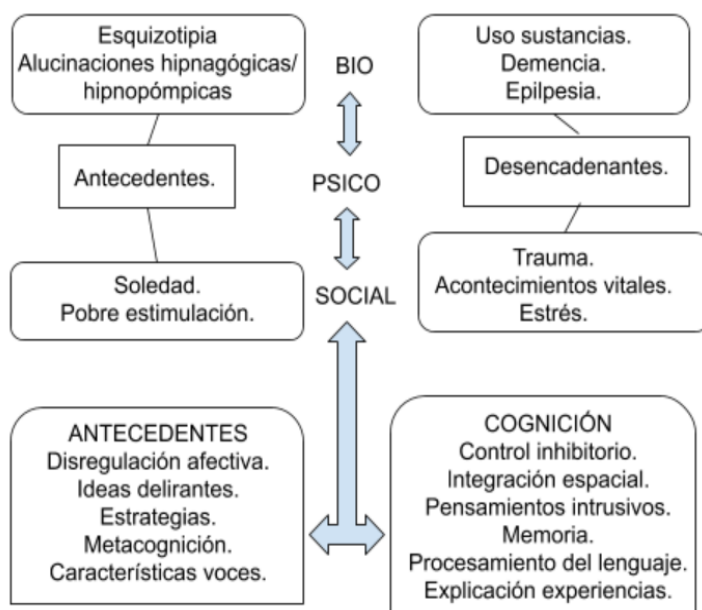 Esquizotipia
Alucinaciones hipnagógicas/
hipnopómpicas
BIO
Uso sustancias.
Demencia.
Epilpesia.
Antecedentes.
PSICO
Desencadenantes.
Soledad.
Pobre estimulación.
SOCIAL
Trauma.
Acontecimientos vitales.
Estrés.
ANTECEDENTES
Disregulación afectiva.
Ideas delirantes.
Estrategias.
Metacognición.
Características voces.
COGNICIÓN
Control inhibitorio.
Integración espacial.
Pensamientos intrusivos.
Memoria.
Procesamiento del lenguaje.
Explicación experiencias.